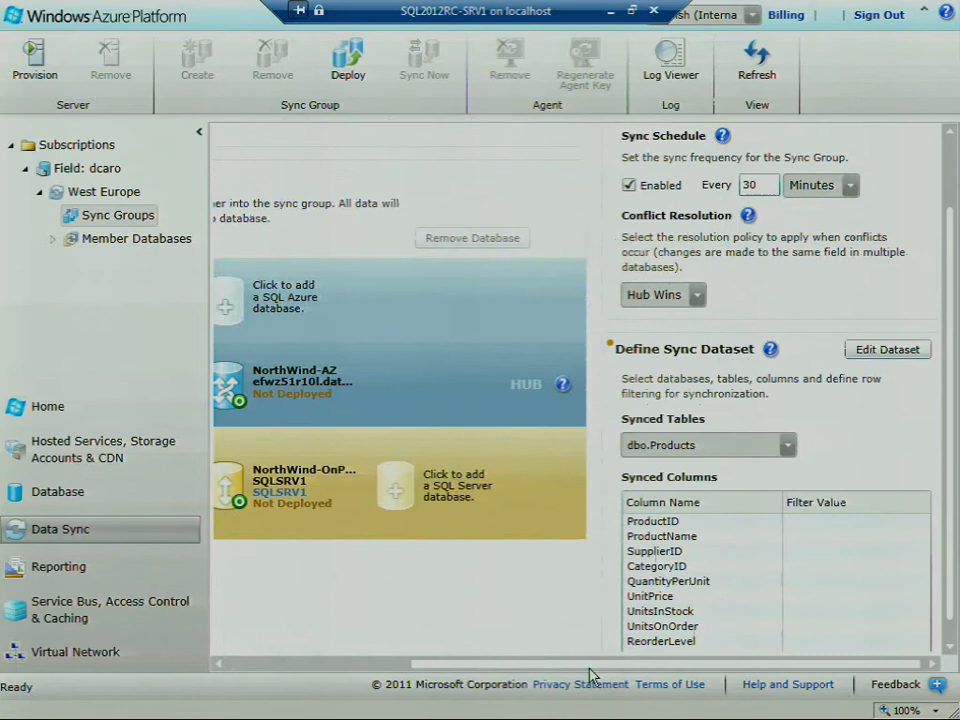 Windows Azure Platform
SQL2012RC-SRV1 on localhost
sh (Interna
Billing
Sign Out
Provision
Remove
Create
Remove
Deploy
Sync Now
Remove
Regenerate
Agent Key
Log Viewer
Refresh
Server
Sync Group
Agent
Log
View
Subscriptions
Field: dcaro
West Europe
Sync Groups
Member Databases
Home
Hosted Services, Storage
Accounts & CDN
Database
Data Sync
Reporting
Service Bus, Access Control
& Caching
Virtual Network
er into the sync group. All data will
database.
Remove Database
Click to add
a SQL Azure
database.
NorthWind-AZ
efwz51r10l.dat...
Not Deployed
HUB
NorthWind-OnP...
SQLSRV1
SQLSRV1
Not Deployed
Click to add
a SQL Server
database.
Sync Schedule
Set the sync frequency for the Sync Group.
Enabled Every 30 Minutes
Conflict Resolution
Select the resolution policy to apply when conflicts
occur (changes are made to the same field in multiple
databases).
Hub Wins
Define Sync Dataset
Edit Dataset
Select databases, tables, columns and define row
filtering for synchronization.
Synced Tables
dbo.Products
Synced Columns
Column Name Filter Value
ProductID
ProductName
SupplierID
CategoryID
QuantityPerUnit
UnitPrice
UnitsInStock
UnitsOnOrder
ReorderLevel
Ready
© 2011 Microsoft Corporation Privacy Statement Terms of Use
Help and Support
Feedback
100%